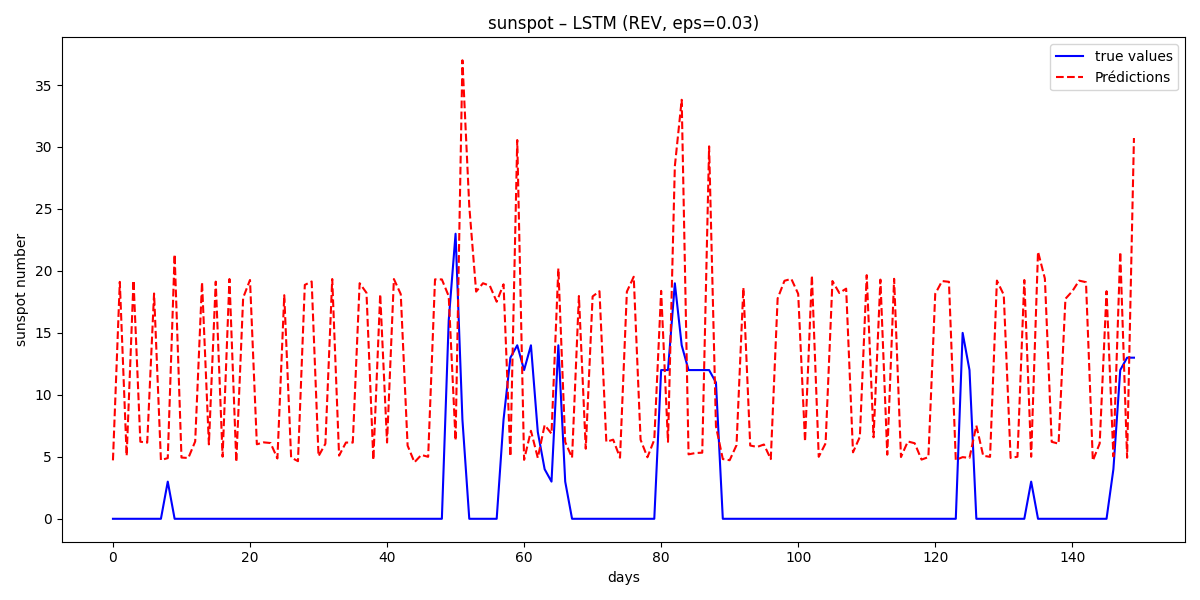 sunspot – LSTM (REV, eps=0.03)
true values
Prédictions
sunspot number
35
30
25
20
15
10
5
0
0 20 40 60 80 100 120 140
days